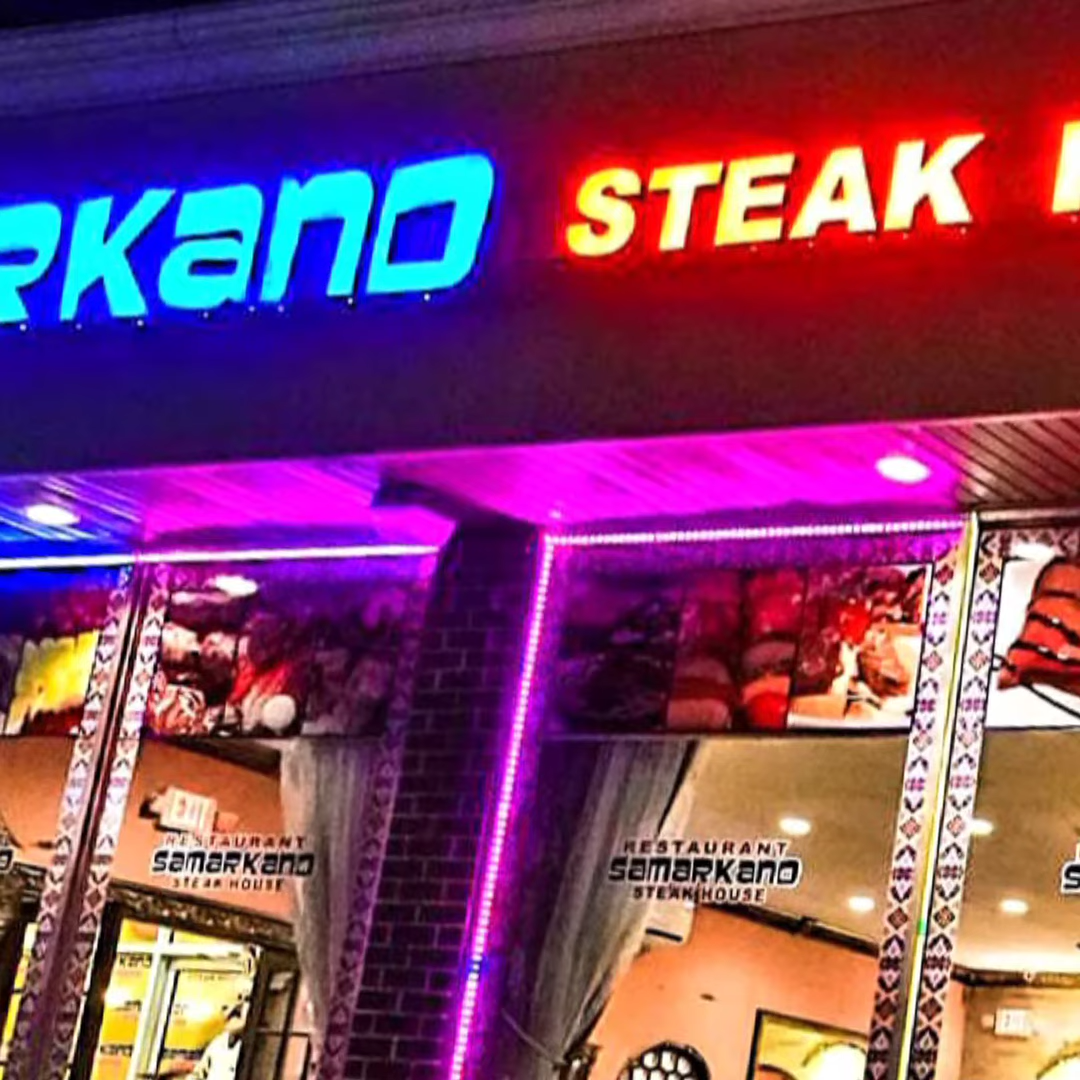 RKAND STEAK
RESTAURANT
SAMARKAND
STEAK HOUSE
RESTAURANT
SAMARKAND
STEAK HOUSE